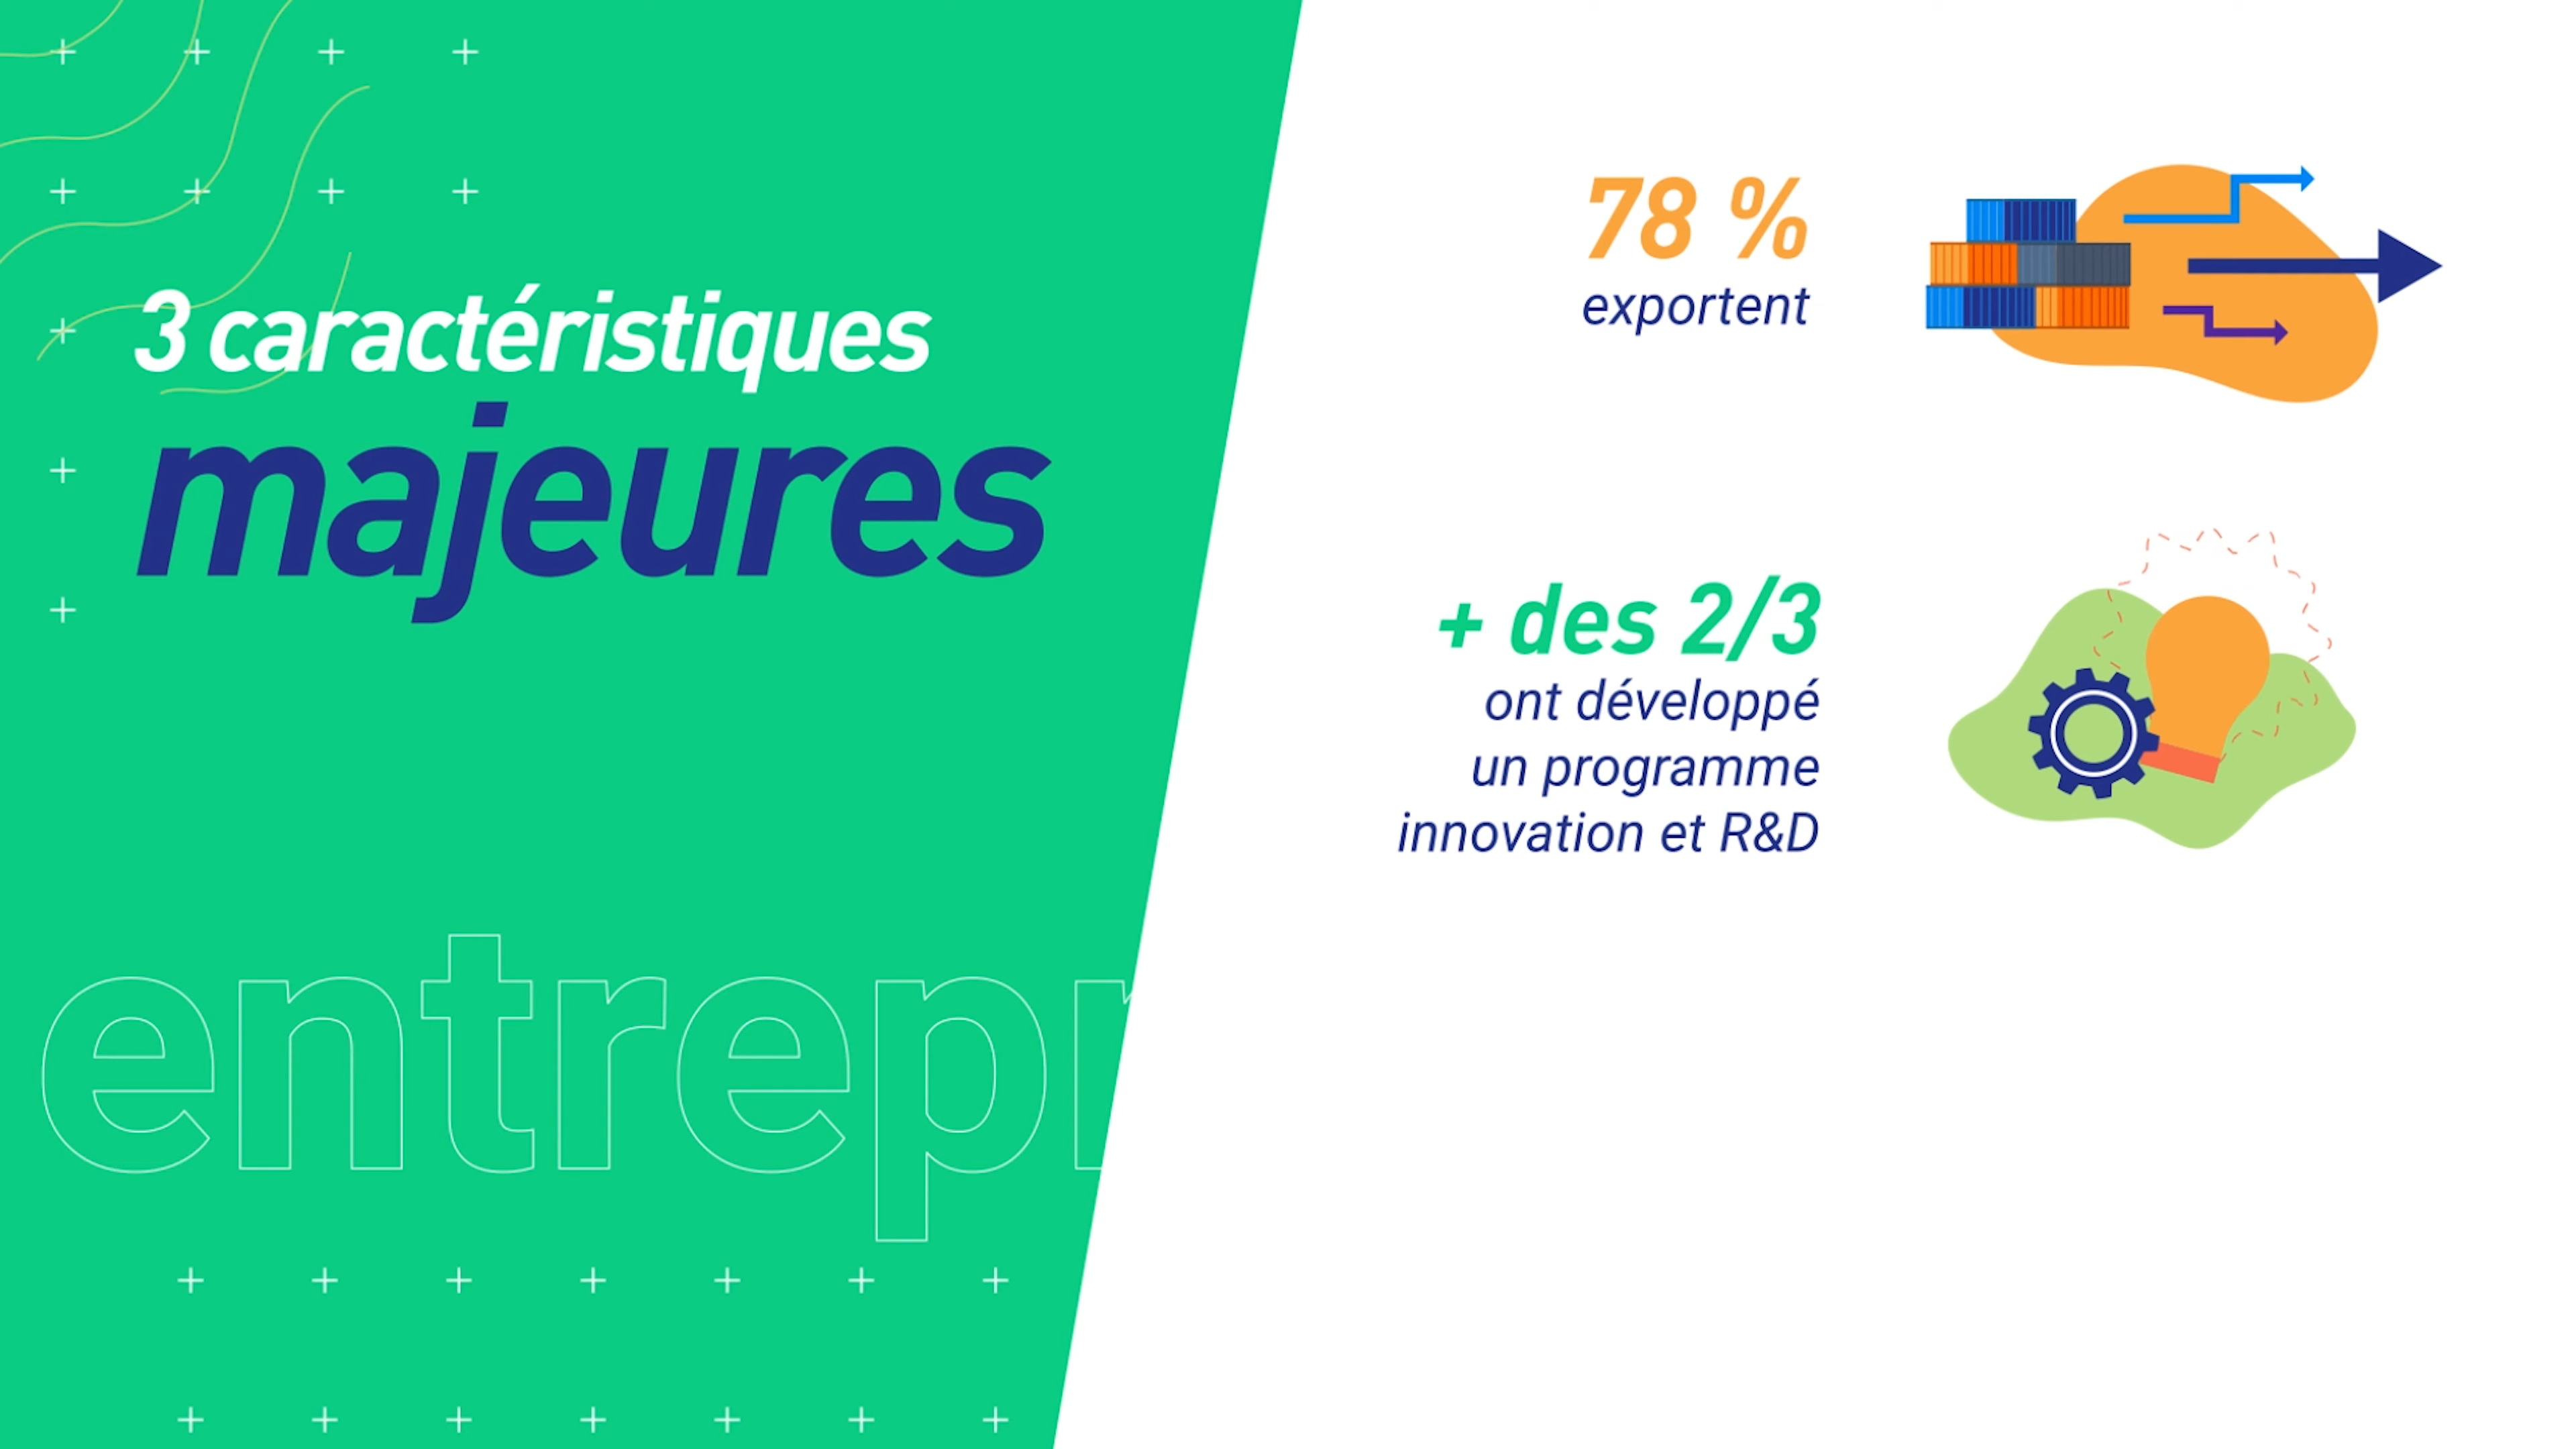 3 caractéristiques
majeures
entrepr
78 %
exportent
+ des 2/3
ont développé
un programme
innovation et R&D